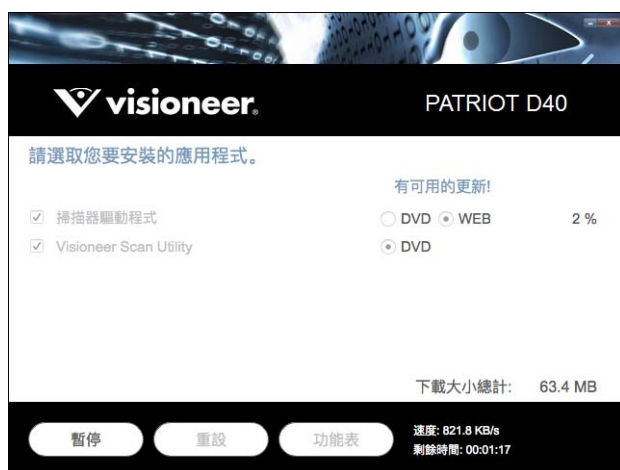 visioneer®
PATRIOT D40
請選取您要安裝的應用程式。
有可用的更新!
掃描器驅動程式 DVD WEB 2 %
Visioneer Scan Utility DVD
下載大小總計: 63.4 MB
暫停 重設 功能表
速度: 821.8 KB/s
剩餘時間: 00:01:17